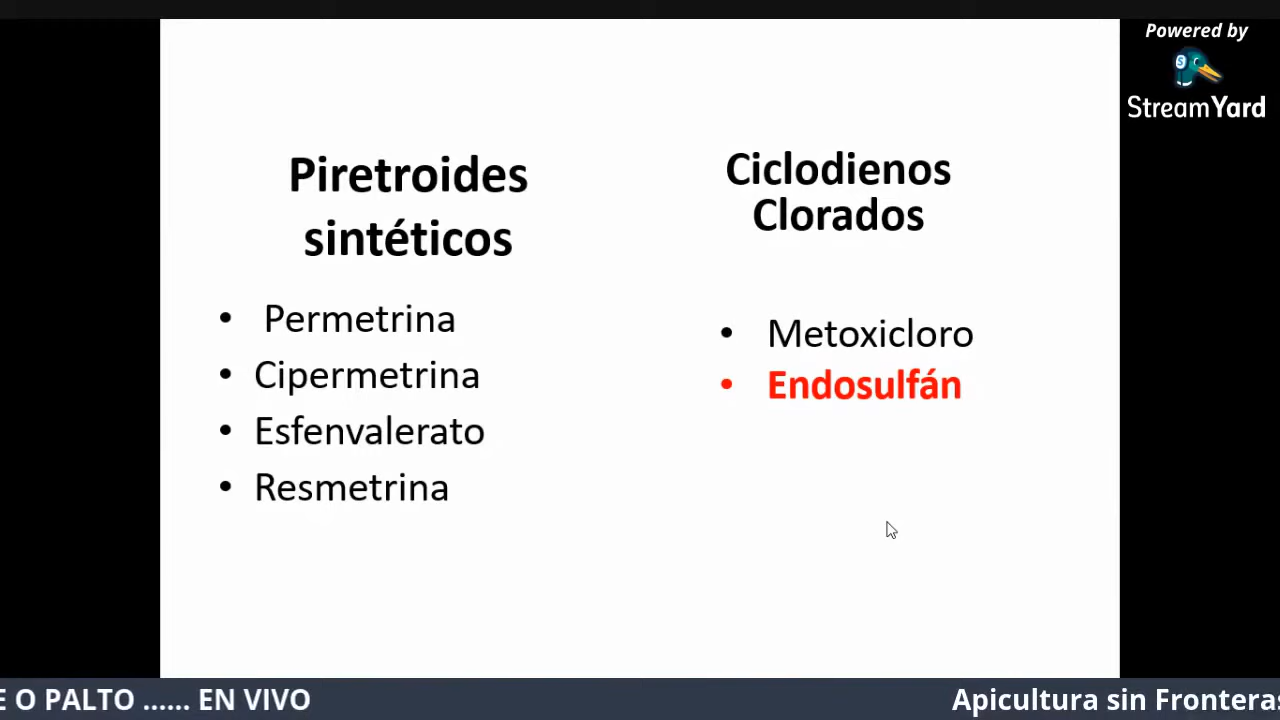 Powered by
StreamYard
Piretroides
sintéticos
• Permetrina
• Cipermetrina
• Esfenvalerato
• Resmetrina
Ciclodienos
Clorados
• Metoxicloro
• Endosulfán
E O PALTO ...... EN VIVO
Apicultura sin Fronteras